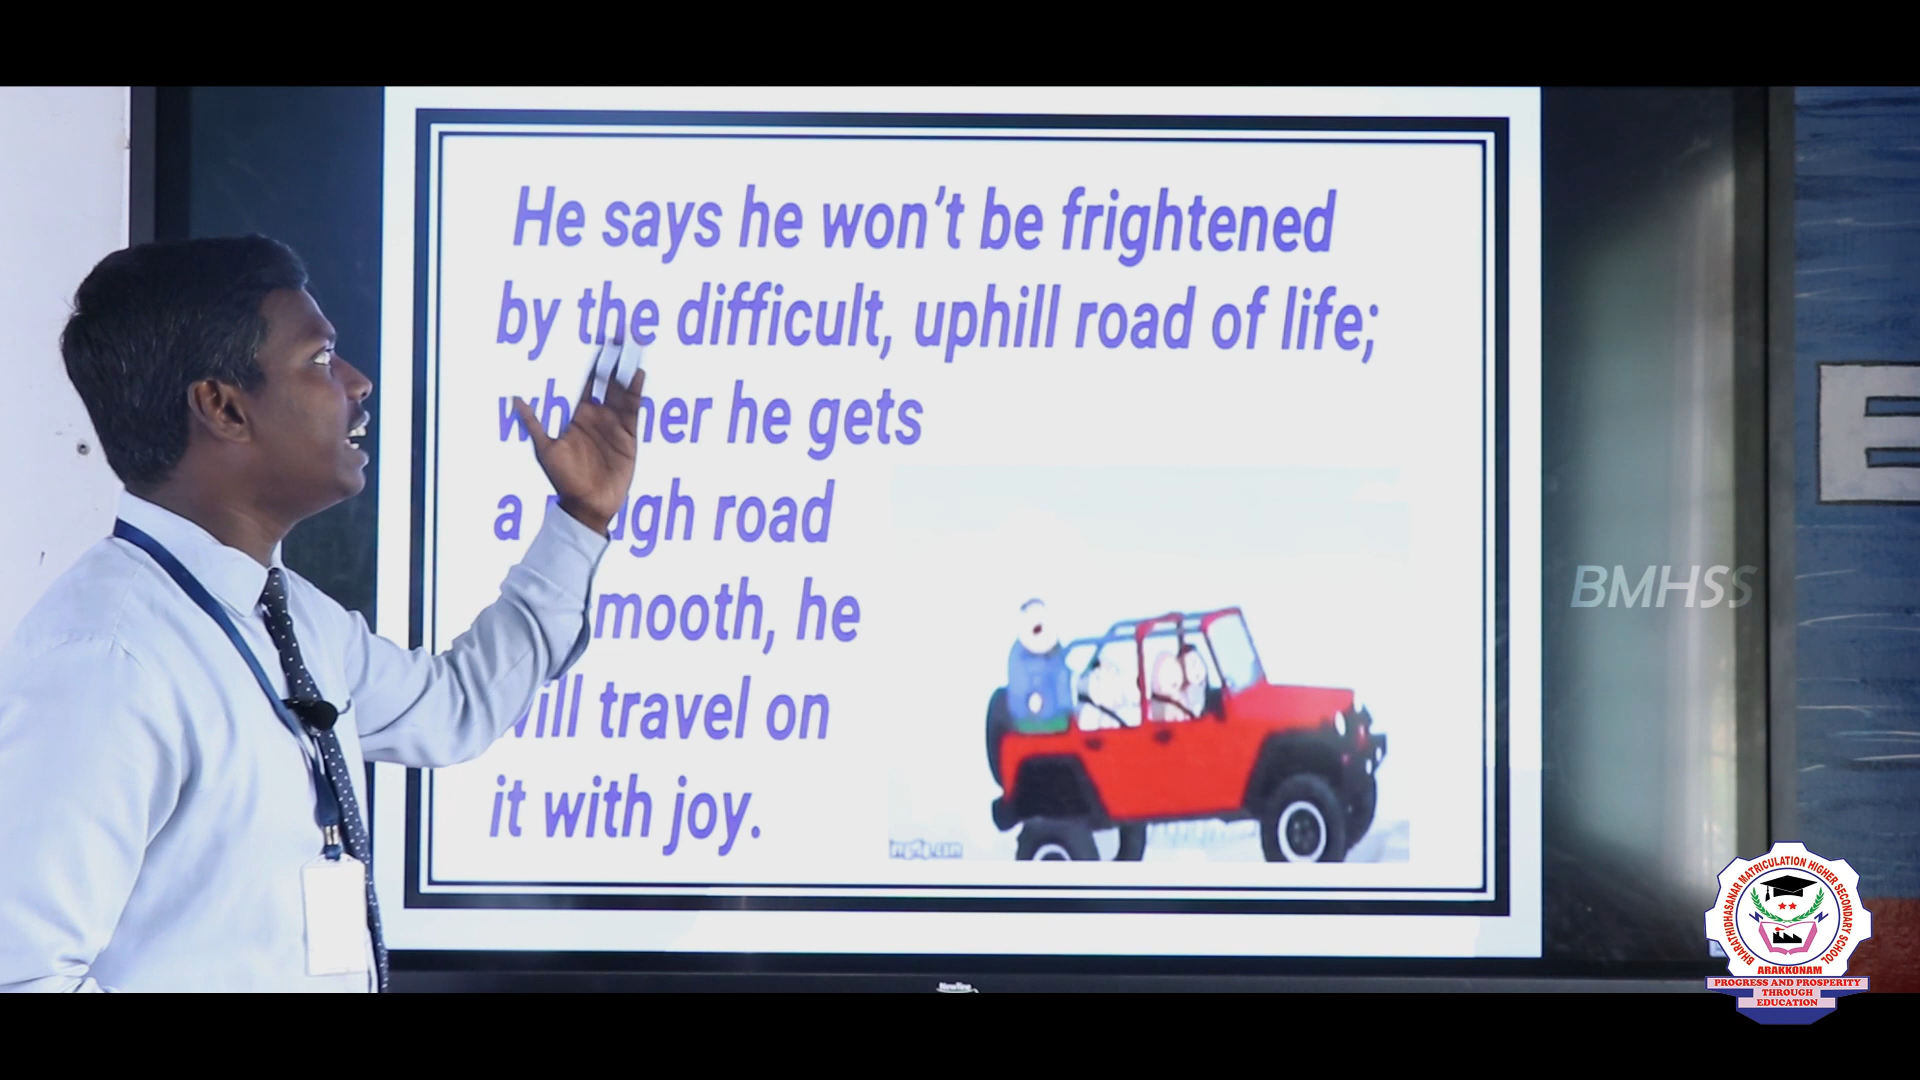 He says he won't be frightened
by the difficult, uphill road of life;
he gets
a road
he
travel on
it with joy.
BMHSS
BHARATHIDHASANAR MATRICULATION HIGHER SECONDARY SCHOOL
ARAKKONAM
PROGRESS AND PROSPERITY
THROUGH
EDUCATION